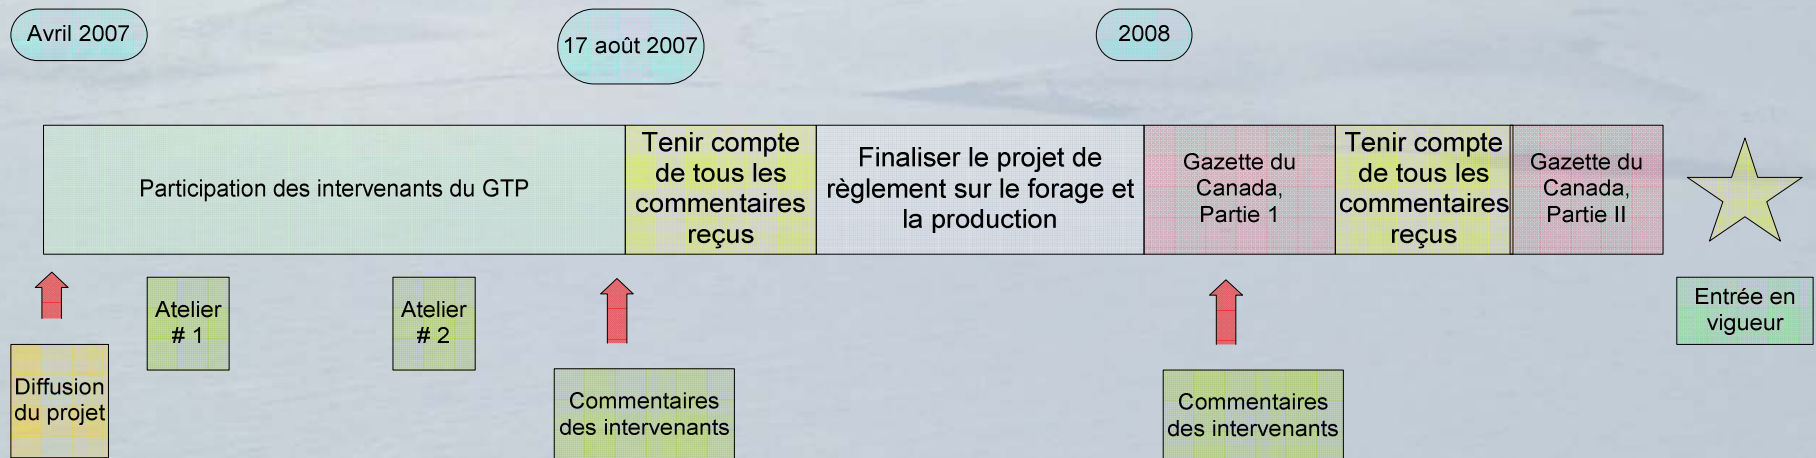 Avril 2007
17 août 2007
2008
Participation des intervenants du GTP
Tenir compte
de tous les
commentaires
reçus
Finaliser le projet de
règlement sur le forage et
la production
Gazette du
Canada,
Partie 1
Tenir compte
de tous les
commentaires
reçus
Gazette du
Canada,
Partie II
Diffusion
du projet
Atelier
# 1
Atelier
# 2
Commentaires
des intervenants
Commentaires
des intervenants
Entrée en
vigueur